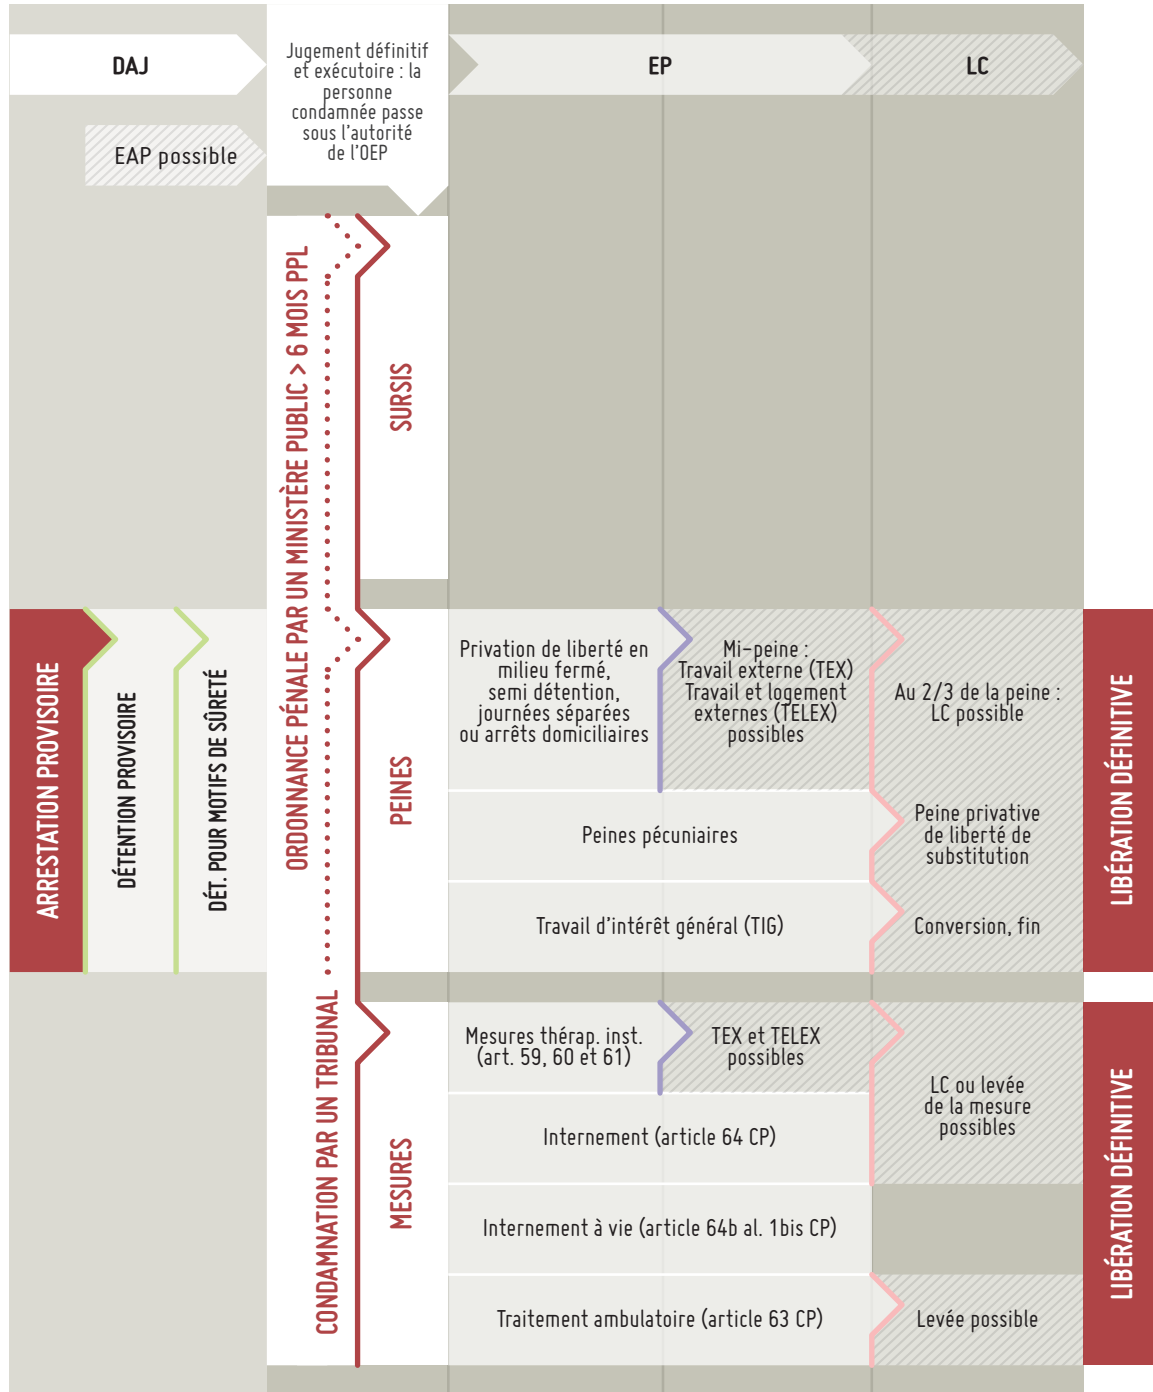 DAJ
EAP possible
Jugement définitif
et exécutoire : la
personne
condamnée passe
sous l'autorité
de l'OEP
EP
LC
ORDONNANCE PÉNALE PAR UN MINISTÈRE PUBLIC > 6 MOIS PPL
CONDAMNATION PAR UN TRIBUNAL
SURSIS
ARRESTATION PROVISOIRE
DÉTENTION PROVISOIRE
DÉT. POUR MOTIFS DE SÛRETÉ
PEINES
Privation de liberté en
milieu fermé,
semi détention,
journées séparées
ou arrêts domiciliaires
Mi-peine :
Travail externe (TEX)
Travail et logement
externes (TELEX)
possibles
Au 2/3 de la peine :
LC possible
Peines pécuniaires
Peine privative
de liberté de
substitution
Travail d'intérêt général (TIG)
Conversion, fin
LIBÉRATION DÉFINITIVE
MESURES
Mesures thérap. inst.
(art. 59, 60 et 61)
TEX et TELEX
possibles
LC ou levée
de la mesure
possibles
Internement (article 64 CP)
Internement à vie (article 64b al. 1bis CP)
Traitement ambulatoire (article 63 CP)
Levée possible
LIBÉRATION DÉFINITIVE